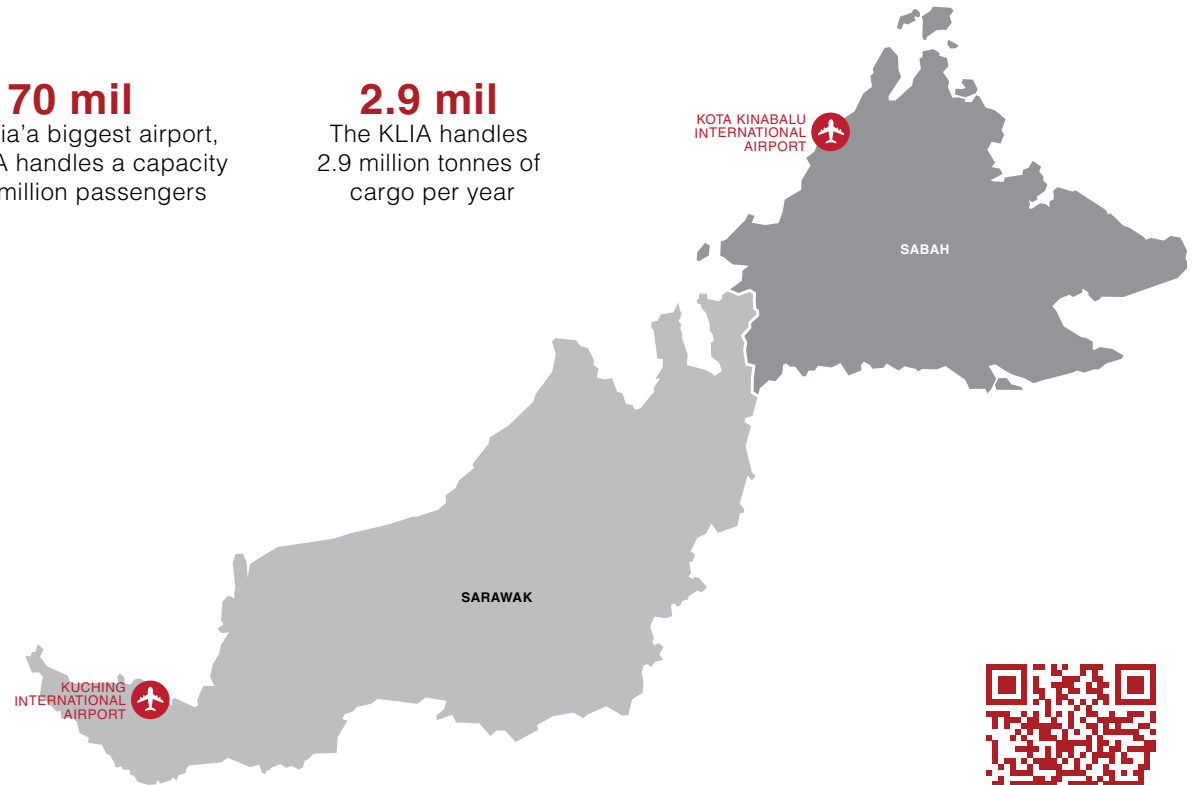 70 mil
ia'a biggest airport,
A handles a capacity
million passengers
2.9 mil
The KLIA handles
2.9 million tonnes of
cargo per year
KOTA KINABALU
INTERNATIONAL
AIRPORT
SABAH
SARAWAK
KUCHING
INTERNATIONAL
AIRPORT